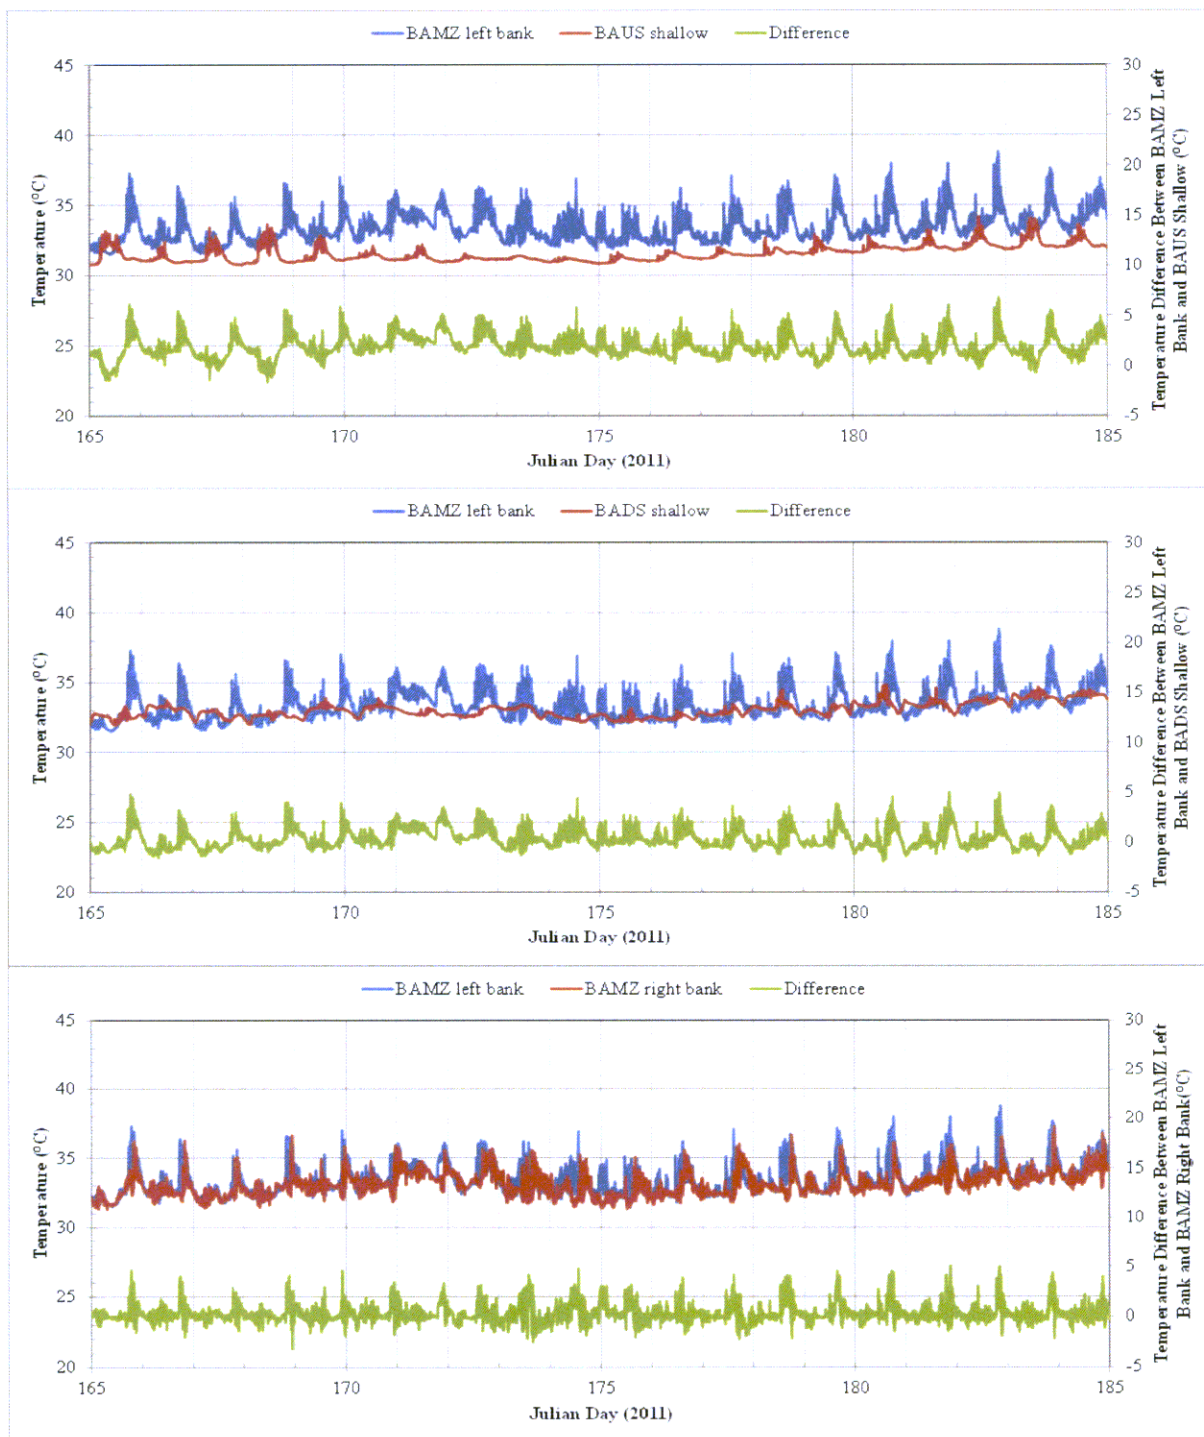 BAMZ left bank BAUS shallow Difference
45
40
35
30
25
20
30
25
20
15
10
5
0
-5
Temperature (°C)
Temperature Difference Between BAMZ Left
Bank and BAUS Shallow (°C)
165 170 175 180 185
Julian Day (2011)
BAMZ left bank BADS shallow Difference
45
40
35
30
25
20
30
25
20
15
10
5
0
-5
Temperature (°C)
Temperature Difference Between BAMZ Left
Bank and BADS Shallow (°C)
165 170 175 180 185
Julian Day (2011)
BAMZ left bank BAMZ right bank Difference
45
40
35
30
25
20
30
25
20
15
10
5
0
-5
Temperature (°C)
Temperature Difference Between BAMZ Left
Bank and BAMZ Right Bank(°C)
165 170 175 180 185
Julian Day (2011)